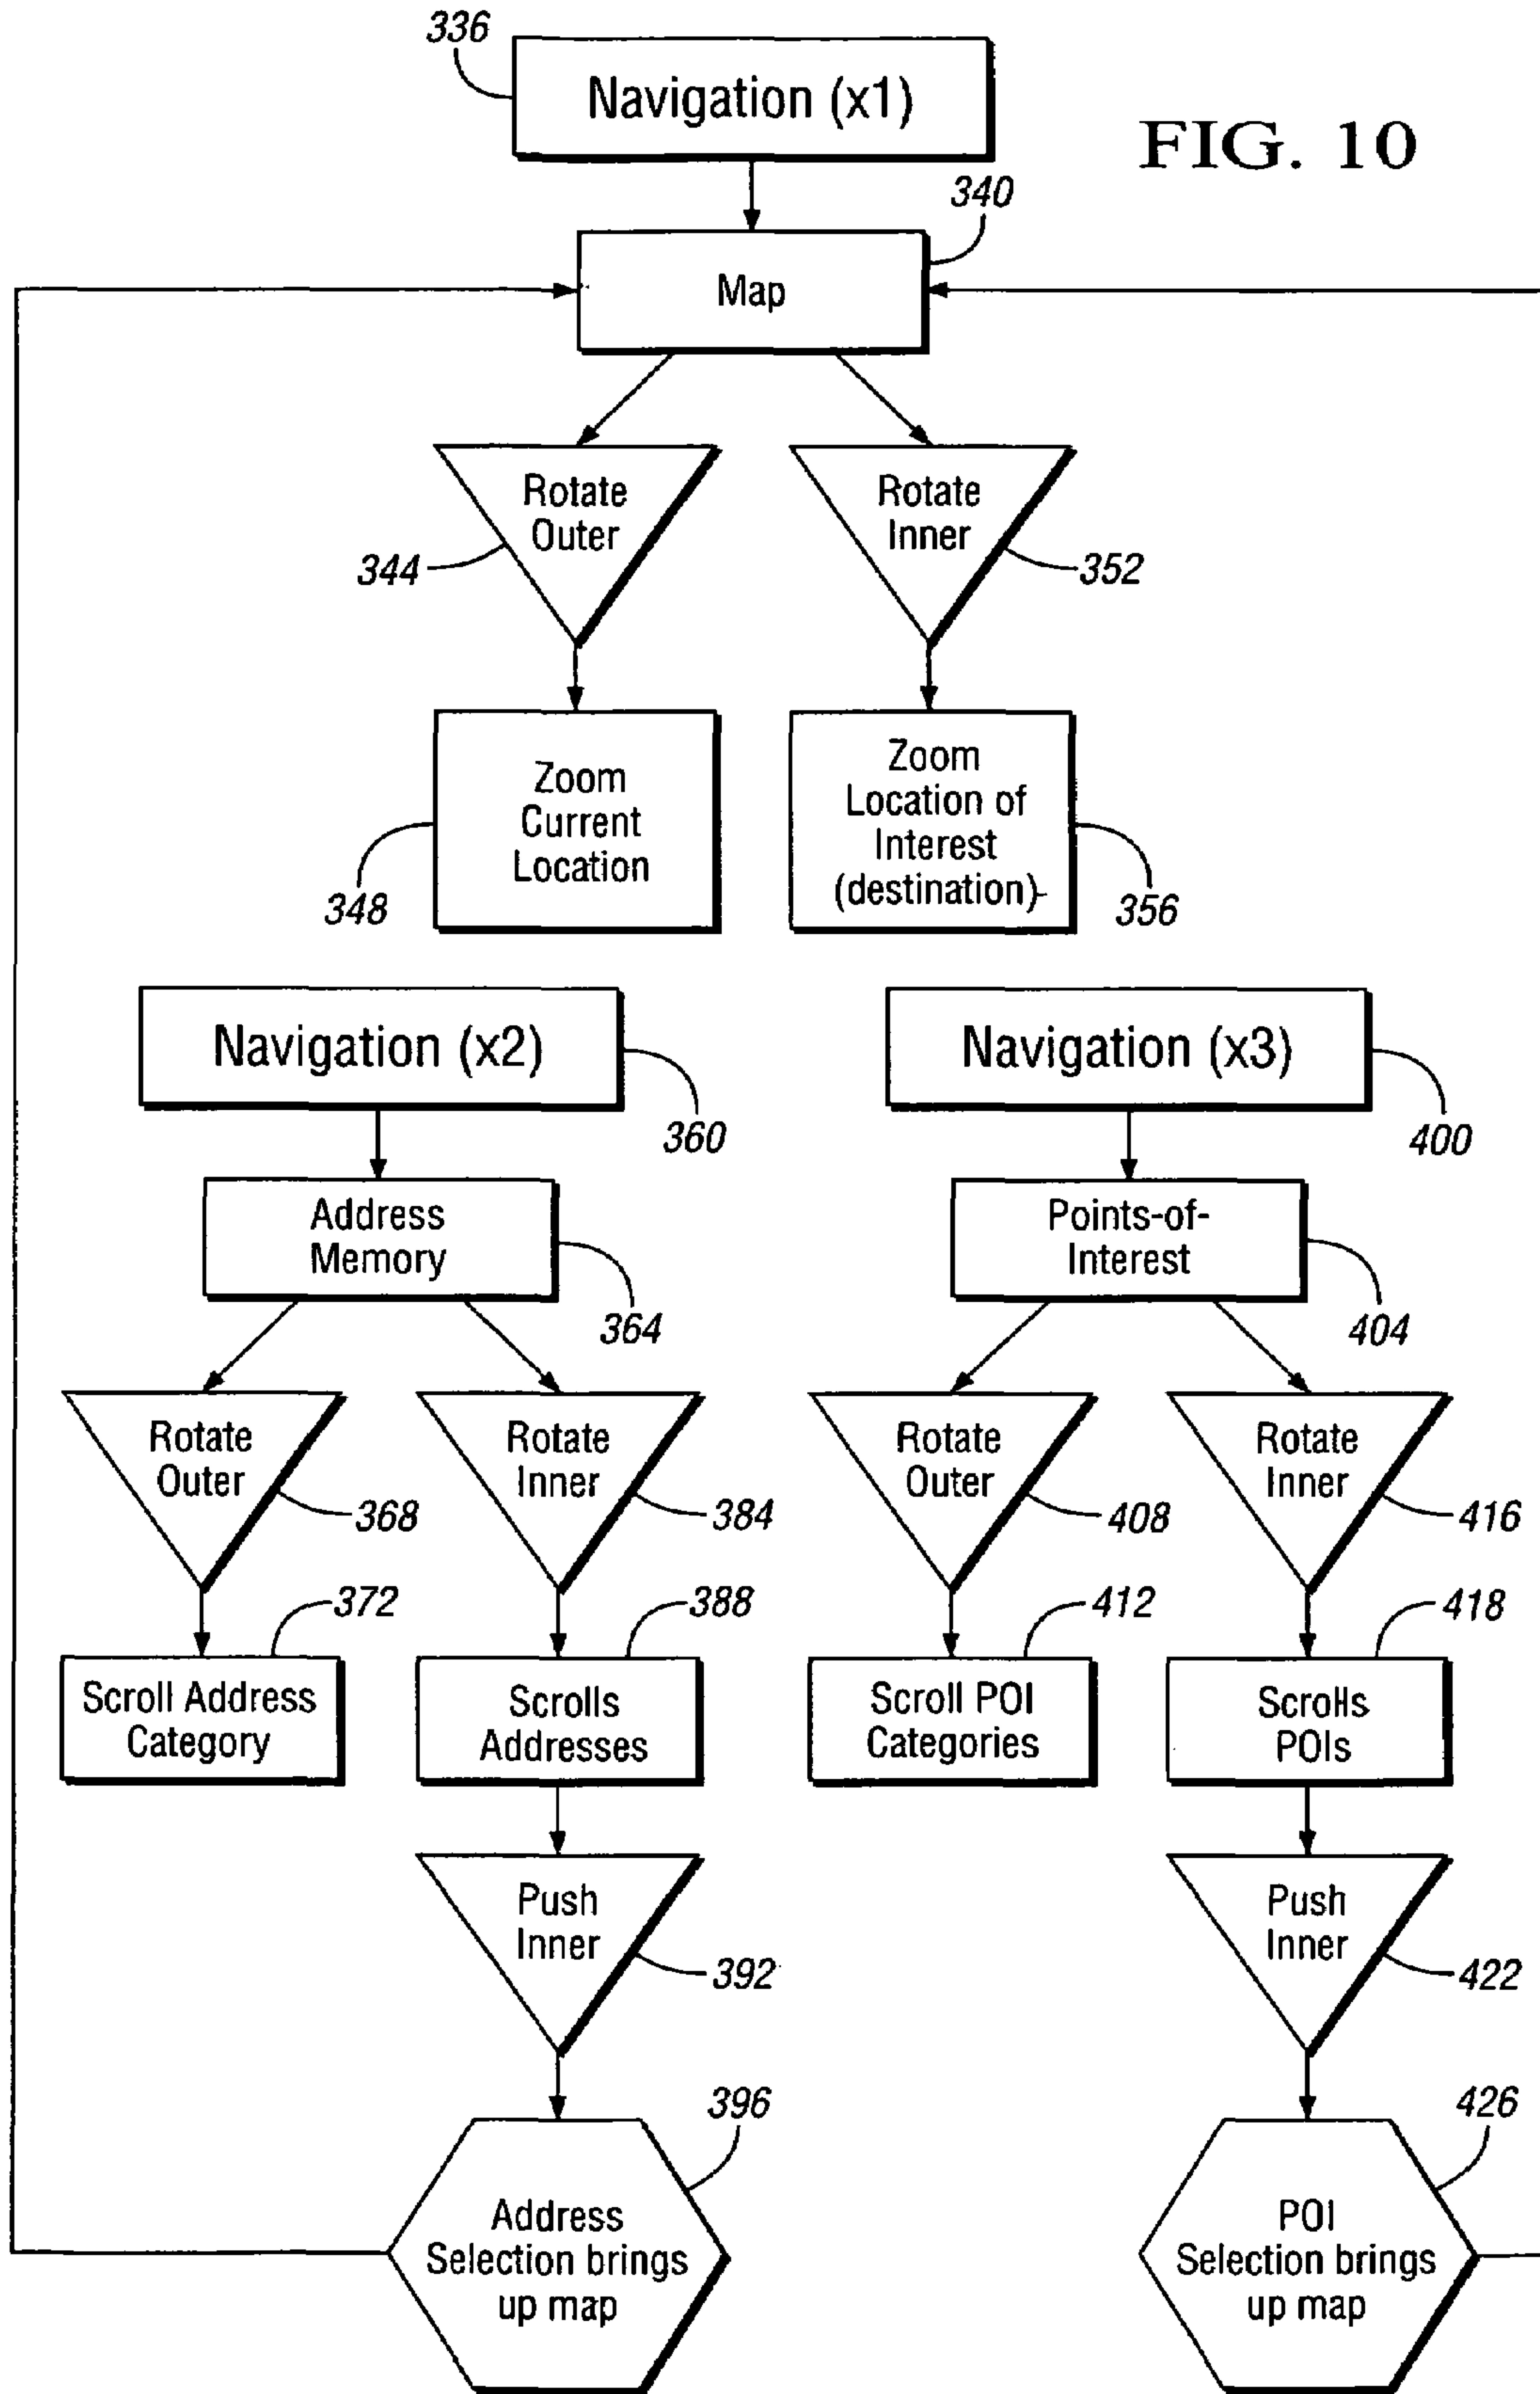 336
Navigation (x1)
FIG. 10
340
Map
Rotate
Outer
344
Rotate
Inner
352
Zoom
Current
Location
348
Zoom
Location of
Interest
(destination)
356
Navigation (x2)
360
Navigation (x3)
400
Address
Memory
364
Points-of-
Interest
404
Rotate
Outer
368
Rotate
Inner
384
Rotate
Outer
408
Rotate
Inner
416
372
388
412
418
Scroll Address
Category
Scrolls
Addresses
Scroll POI
Categories
Scrolls
POIs
Push
Inner
392
Push
Inner
422
396
426
Address
Selection brings
up map
POI
Selection brings
up map